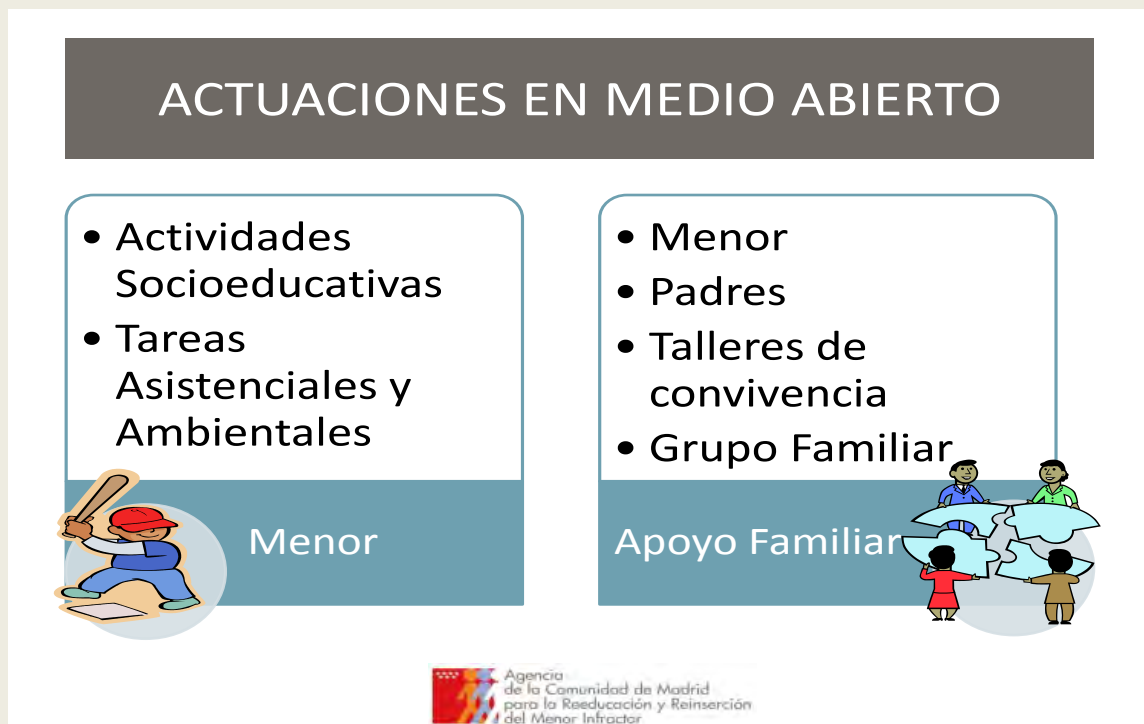 ACTUACIONES EN MEDIO ABIERTO
• Actividades
Socioeducativas
• Tareas
Asistenciales y
Ambientales
Menor
• Menor
• Padres
• Talleres de
convivencia
• Grupo Familiar
Apoyo Familiar
Agencia
de la Comunidad de Madrid
para la Reeducación y Reinserción
del Menor Infractor